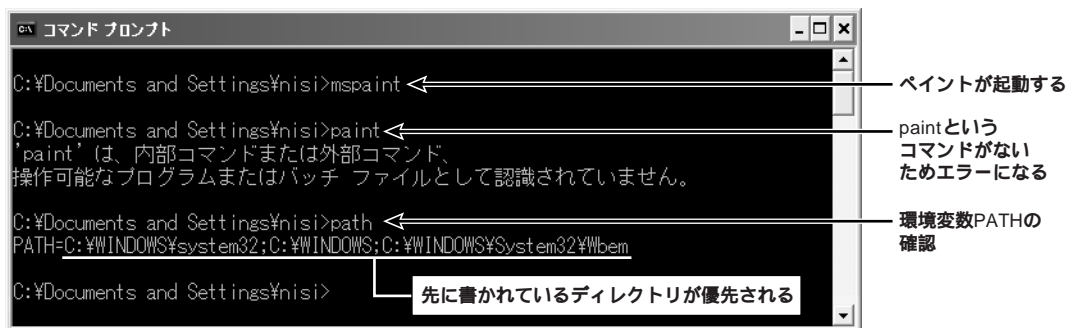 コマンド プロンプト
C:¥Documents and Settings¥nisi>mspaint
ペイントが起動する
C:¥Documents and Settings¥nisi>paint
'paint' は、内部コマンドまたは外部コマンド、
操作可能なプログラムまたはバッチ ファイルとして認識されていません。
paintという
コマンドがない
ためエラーになる
C:¥Documents and Settings¥nisi>path
PATH=C:¥WINDOWS¥system32;C:¥WINDOWS;C:¥WINDOWS¥System32¥Wbem
環境変数PATHの
確認
C:¥Documents and Settings¥nisi>
先に書かれているディレクトリが優先される